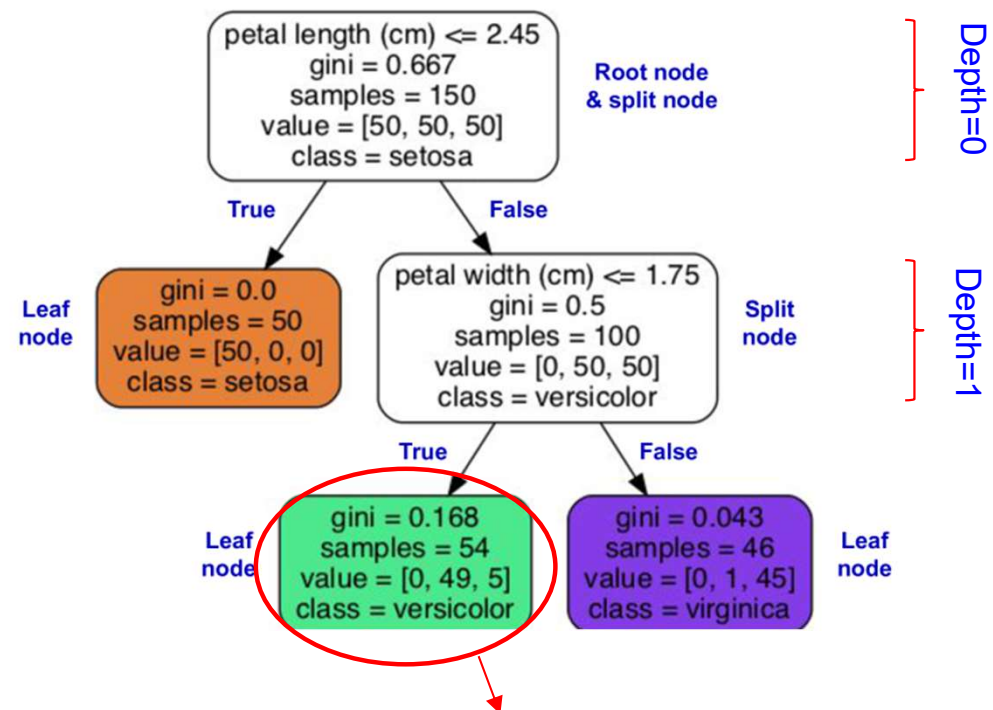 petal length (cm) <= 2.45
gini = 0.667
samples = 150
value = [50, 50, 50]
class = setosa
Root node
& split node
Depth=0
True
False
Leaf
node
gini = 0.0
samples = 50
value = [50, 0, 0]
class = setosa
petal width (cm) <= 1.75
gini = 0.5
samples = 100
value = [0, 50, 50]
class = versicolor
Split
node
Depth=1
True
False
Leaf
node
gini = 0.168
samples = 54
value = [0, 49, 5]
class = versicolor
gini = 0.043
samples = 46
value = [0, 1, 45]
class = virginica
Leaf
node